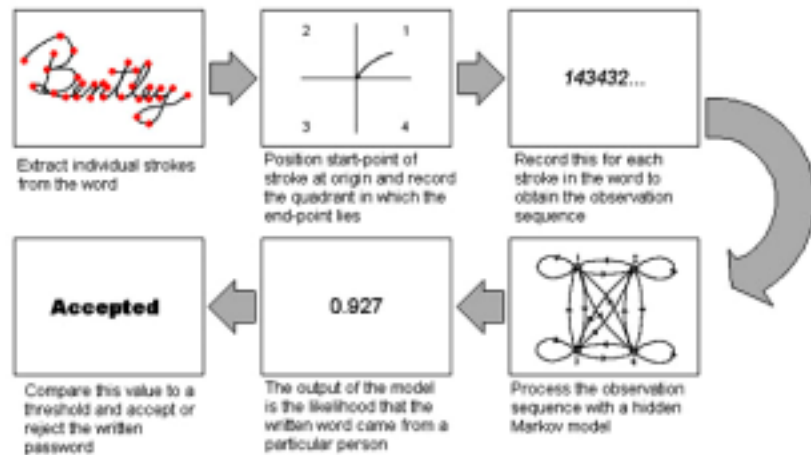 Bentley
Extract individual strokes
from the word
2 1
3 4
Position start-point of
stroke at origin and record
the quadrant in which the
end-point lies
143432...
Record this for each
stroke in the word to
obtain the observation
sequence
Process the observation
sequence with a hidden
Markov model
0.927
The output of the model
is the likelihood that the
written word came from a
particular person
Accepted
Compare this value to a
threshold and accept or
reject the written
password